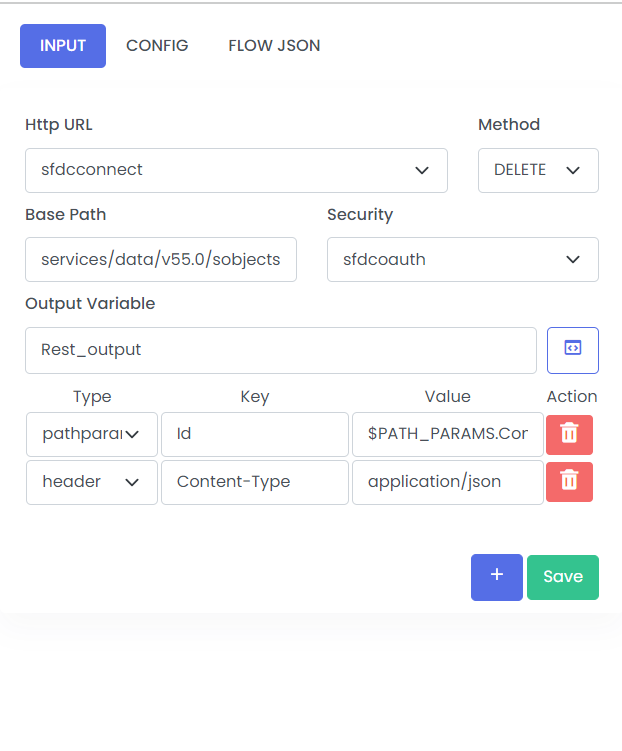 INPUT CONFIG FLOW JSON
Http URL Method
sfdcconnect DELETE
Base Path Security
services/data/v55.0/sobjects sfdcoauth
Output Variable
Rest_output
Type Key Value Action
pathparar Id $PATH_PARAMS.Cor
header Content-Type application/json
+ Save